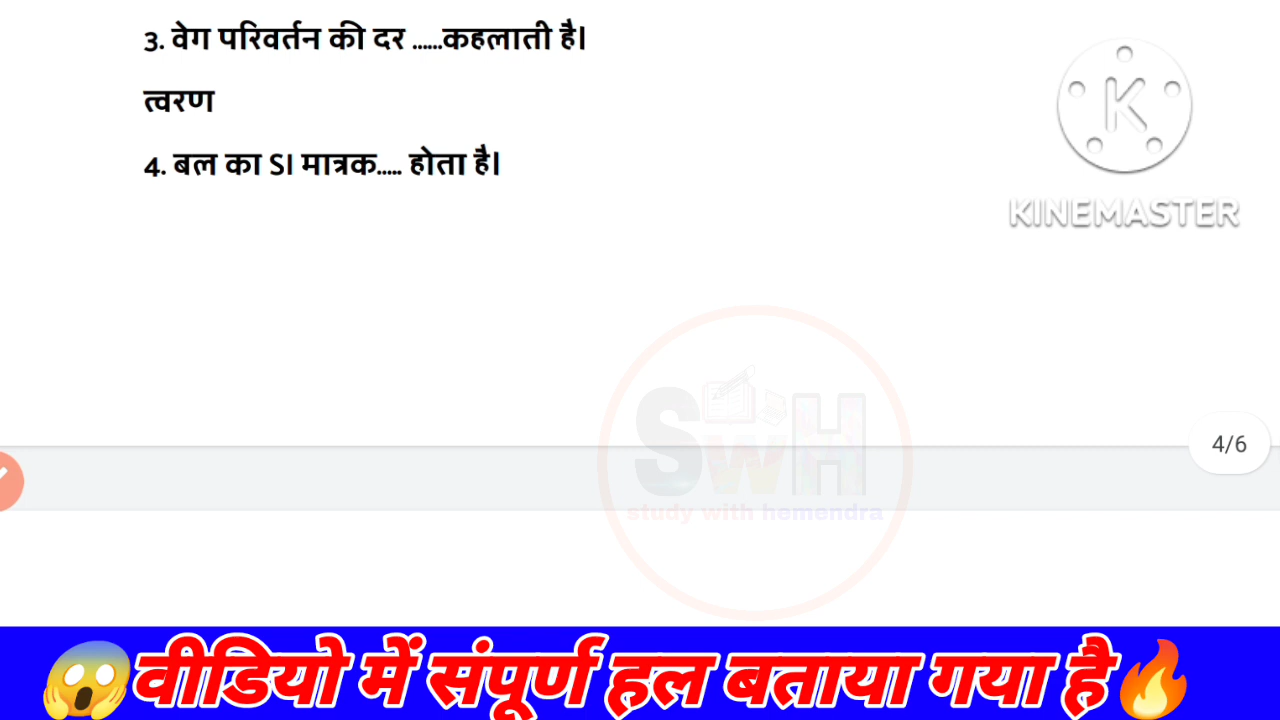 3. वेग परिवर्तन की दर ......कहलाती है।
त्वरण
4. बल का SI मात्रक..... होता है।
K
KINEMASTER
4/6
SWH
study with hemendra
😱वीडियो में संपूर्ण हल बताया गया है🔥